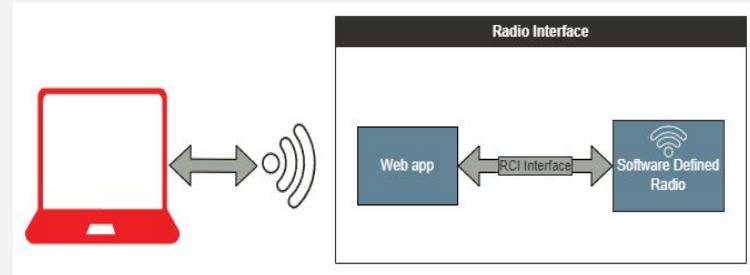 Radio Interface
Web app
RCI Interface
Software Defined
Radio